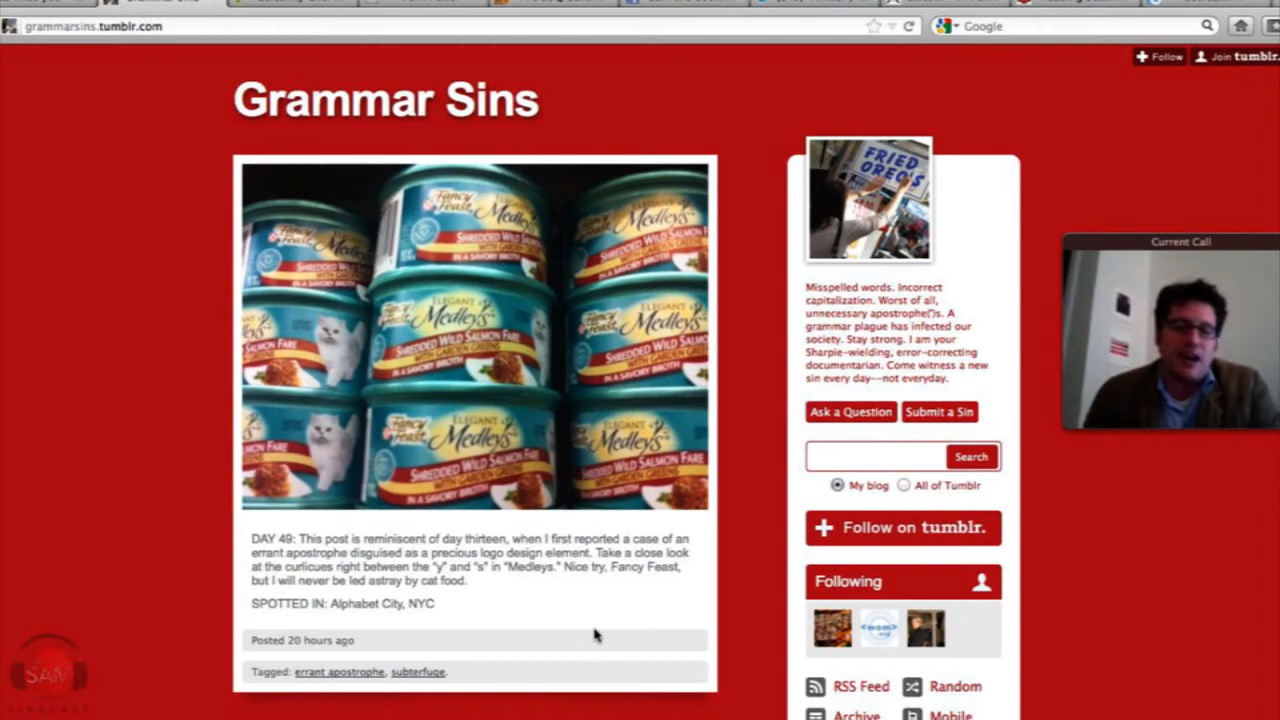 grammarsins.tumblr.com
Google
Follow
Join tumblr.
Grammar Sins
FRIED
OREO'S
Fancy
Feast
ELEGANT
Medleys
SHREDDED WILD SALMON FARE
WITH GARDEN GREENS
IN A SAVORY BROTH
Current Call
Misspelled words. Incorrect
capitalization. Worst of all,
unnecessary apostrophe(')s. A
grammar plague has infected our
society. Stay strong. I am your
Sharpie-wielding, error-correcting
documentarian. Come witness a new
sin every day--not everyday.
Ask a Question
Submit a Sin
Search
My blog
All of Tumblr
Follow on tumblr.
Following
DAY 49: This post is reminiscent of day thirteen, when I first reported a case of an
errant apostrophe disguised as a precious logo design element. Take a close look
at the curlicues right between the "y" and "s" in "Medleys." Nice try, Fancy Feast,
but I will never be led astray by cat food.
SPOTTED IN: Alphabet City, NYC
Posted 20 hours ago
Tagged: errant apostrophe, subterfuge.
RSS Feed
Random
Archive
Mobile
SAM